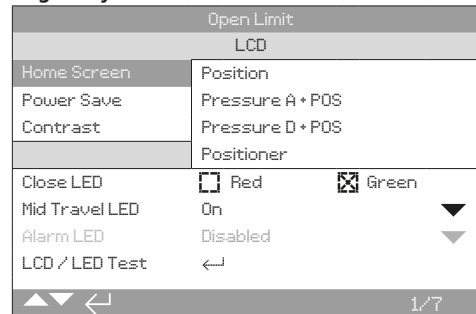 Open Limit
LCD
Home Screen Position
Power Save Pressure A + POS
Contrast Pressure D + POS
Positioner
Close LED Red Green
Mid Travel LED On
Alarm LED Disabled
LCD / LED Test
1/7